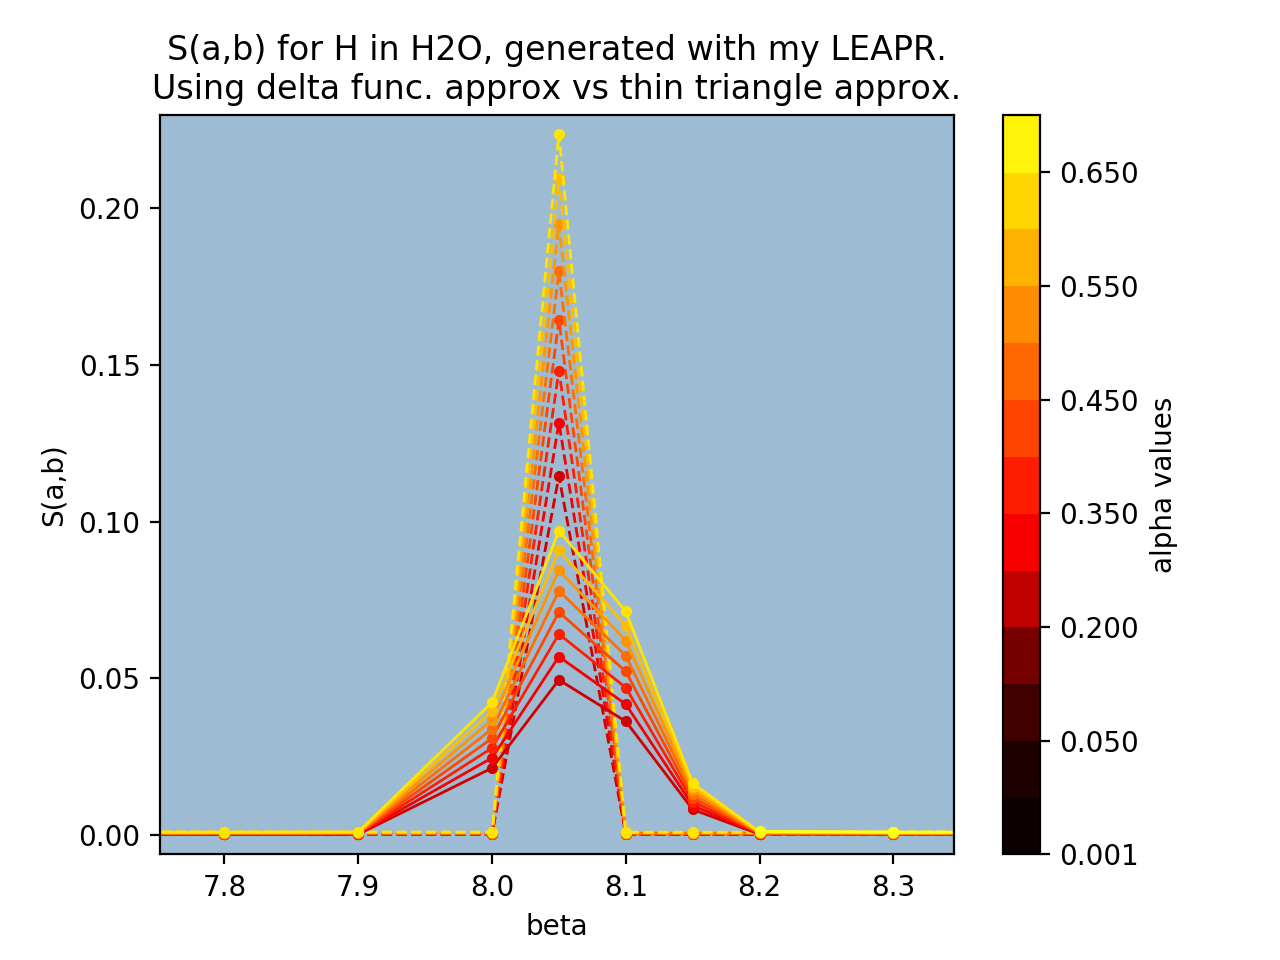 S(a,b) for H in H2O, generated with my LEAPR.
Using delta func. approx vs thin triangle approx.
S(a,b)
0.20
0.15
0.10
0.05
0.00
7.8 7.9 8.0 8.1 8.2 8.3
beta
0.650
0.550
0.450
0.350
0.200
0.050
0.001
alpha values